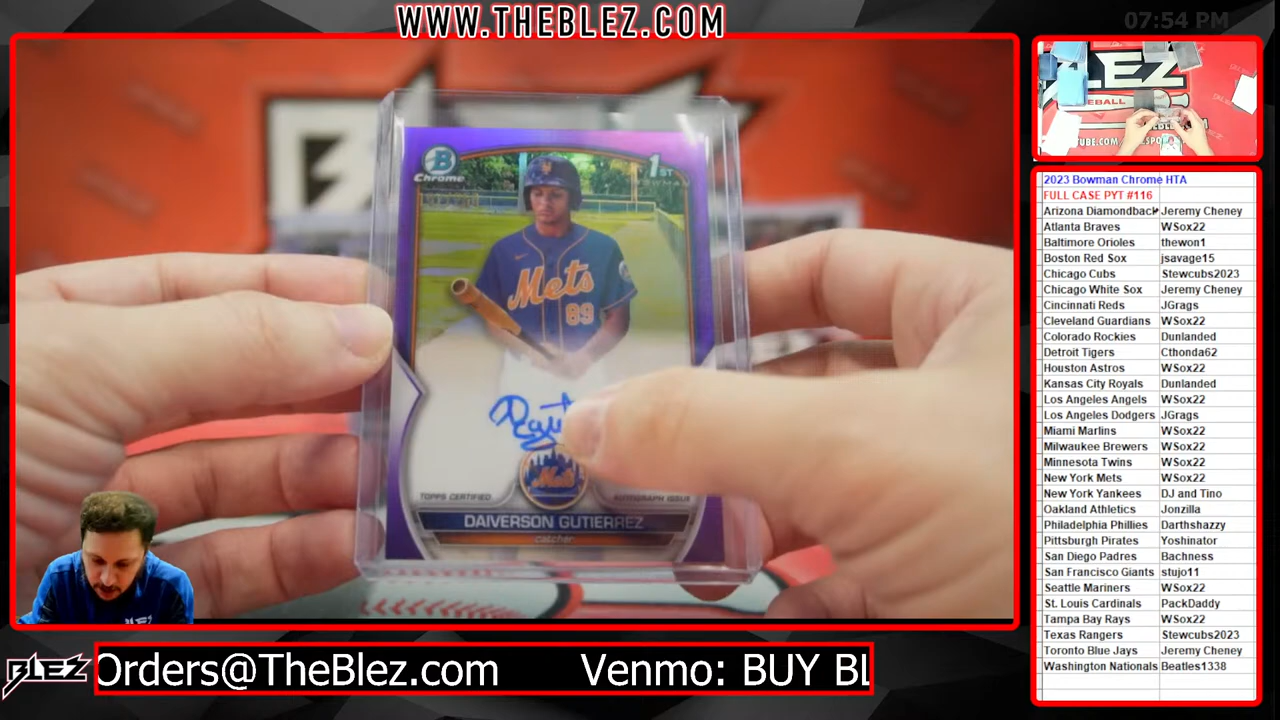 WWW.THEBLEZ.COM
07:54 PM
B
Chrome
1ST
BOWMAN
Mets
89
Mets
TOPPS CERTIFIED
AUTOGRAPH ISSUE
DAIVERSON GUTIERREZ
catcher
BLEZ
BASEBALL
2023 Bowman Chrome HTA
FULL CASE PYT #116
Arizona Diamondback Jeremy Cheney
Atlanta Braves WSox22
Baltimore Orioles thewon1
Boston Red Sox jsavage15
Chicago Cubs Stewcubs2023
Chicago White Sox Jeremy Cheney
Cincinnati Reds JGrags
Cleveland Guardians WSox22
Colorado Rockies Dunlanded
Detroit Tigers Cthonda62
Houston Astros WSox22
Kansas City Royals Dunlanded
Los Angeles Angels WSox22
Los Angeles Dodgers JGrags
Miami Marlins WSox22
Milwaukee Brewers WSox22
Minnesota Twins WSox22
New York Mets WSox22
New York Yankees DJ and Tino
Oakland Athletics Jonzilla
Philadelphia Phillies Darthshazzy
Pittsburgh Pirates Yoshinator
San Diego Padres Bachness
San Francisco Giants stujo11
Seattle Mariners WSox22
St. Louis Cardinals PackDaddy
Tampa Bay Rays WSox22
Texas Rangers Stewcubs2023
Toronto Blue Jays Jeremy Cheney
Washington Nationals Beatles1338
BLEZ
Orders@TheBlez.com Venmo: BUY BL